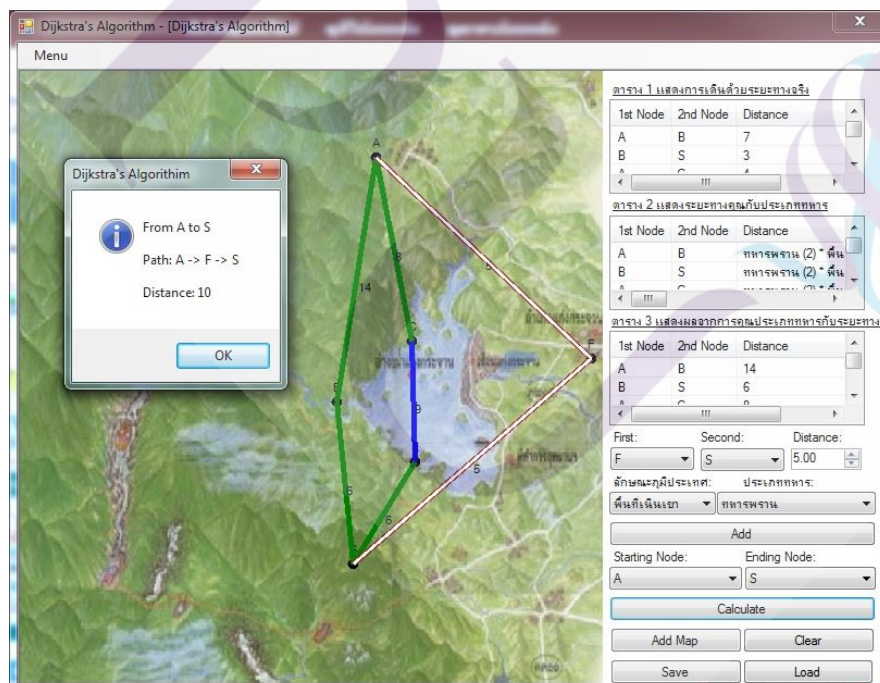 Dijkstra's Algorithm - [Dijkstra's Algorithm]
Menu
Dijkstra's Algorithim
From A to S
Path: A -> F -> S
Distance: 10
OK
A
8
5
14
C
F
9
5
6
6
ตาราง 1 แสดงการเดินด้วยระยะทางจริง
1st Node 2nd Node Distance
A B 7
B S 3
ตาราง 2 แสดงระยะทางคูณกับประเภททหาร
1st Node 2nd Node Distance
A B ทหารพราน (2) * พื้น
B S ทหารพราน (2) * พื้น
ตาราง 3 แสดงผลจากการคูณประเภททหารกับระยะทาง
1st Node 2nd Node Distance
A B 14
B S 6
First: Second: Distance:
F S 5.00
ลักษณะภูมิประเทศ: ประเภททหาร:
พื้นที่เนินเขา ทหารพราน
Add
Starting Node: Ending Node:
A S
Calculate
Add Map Clear
Save Load